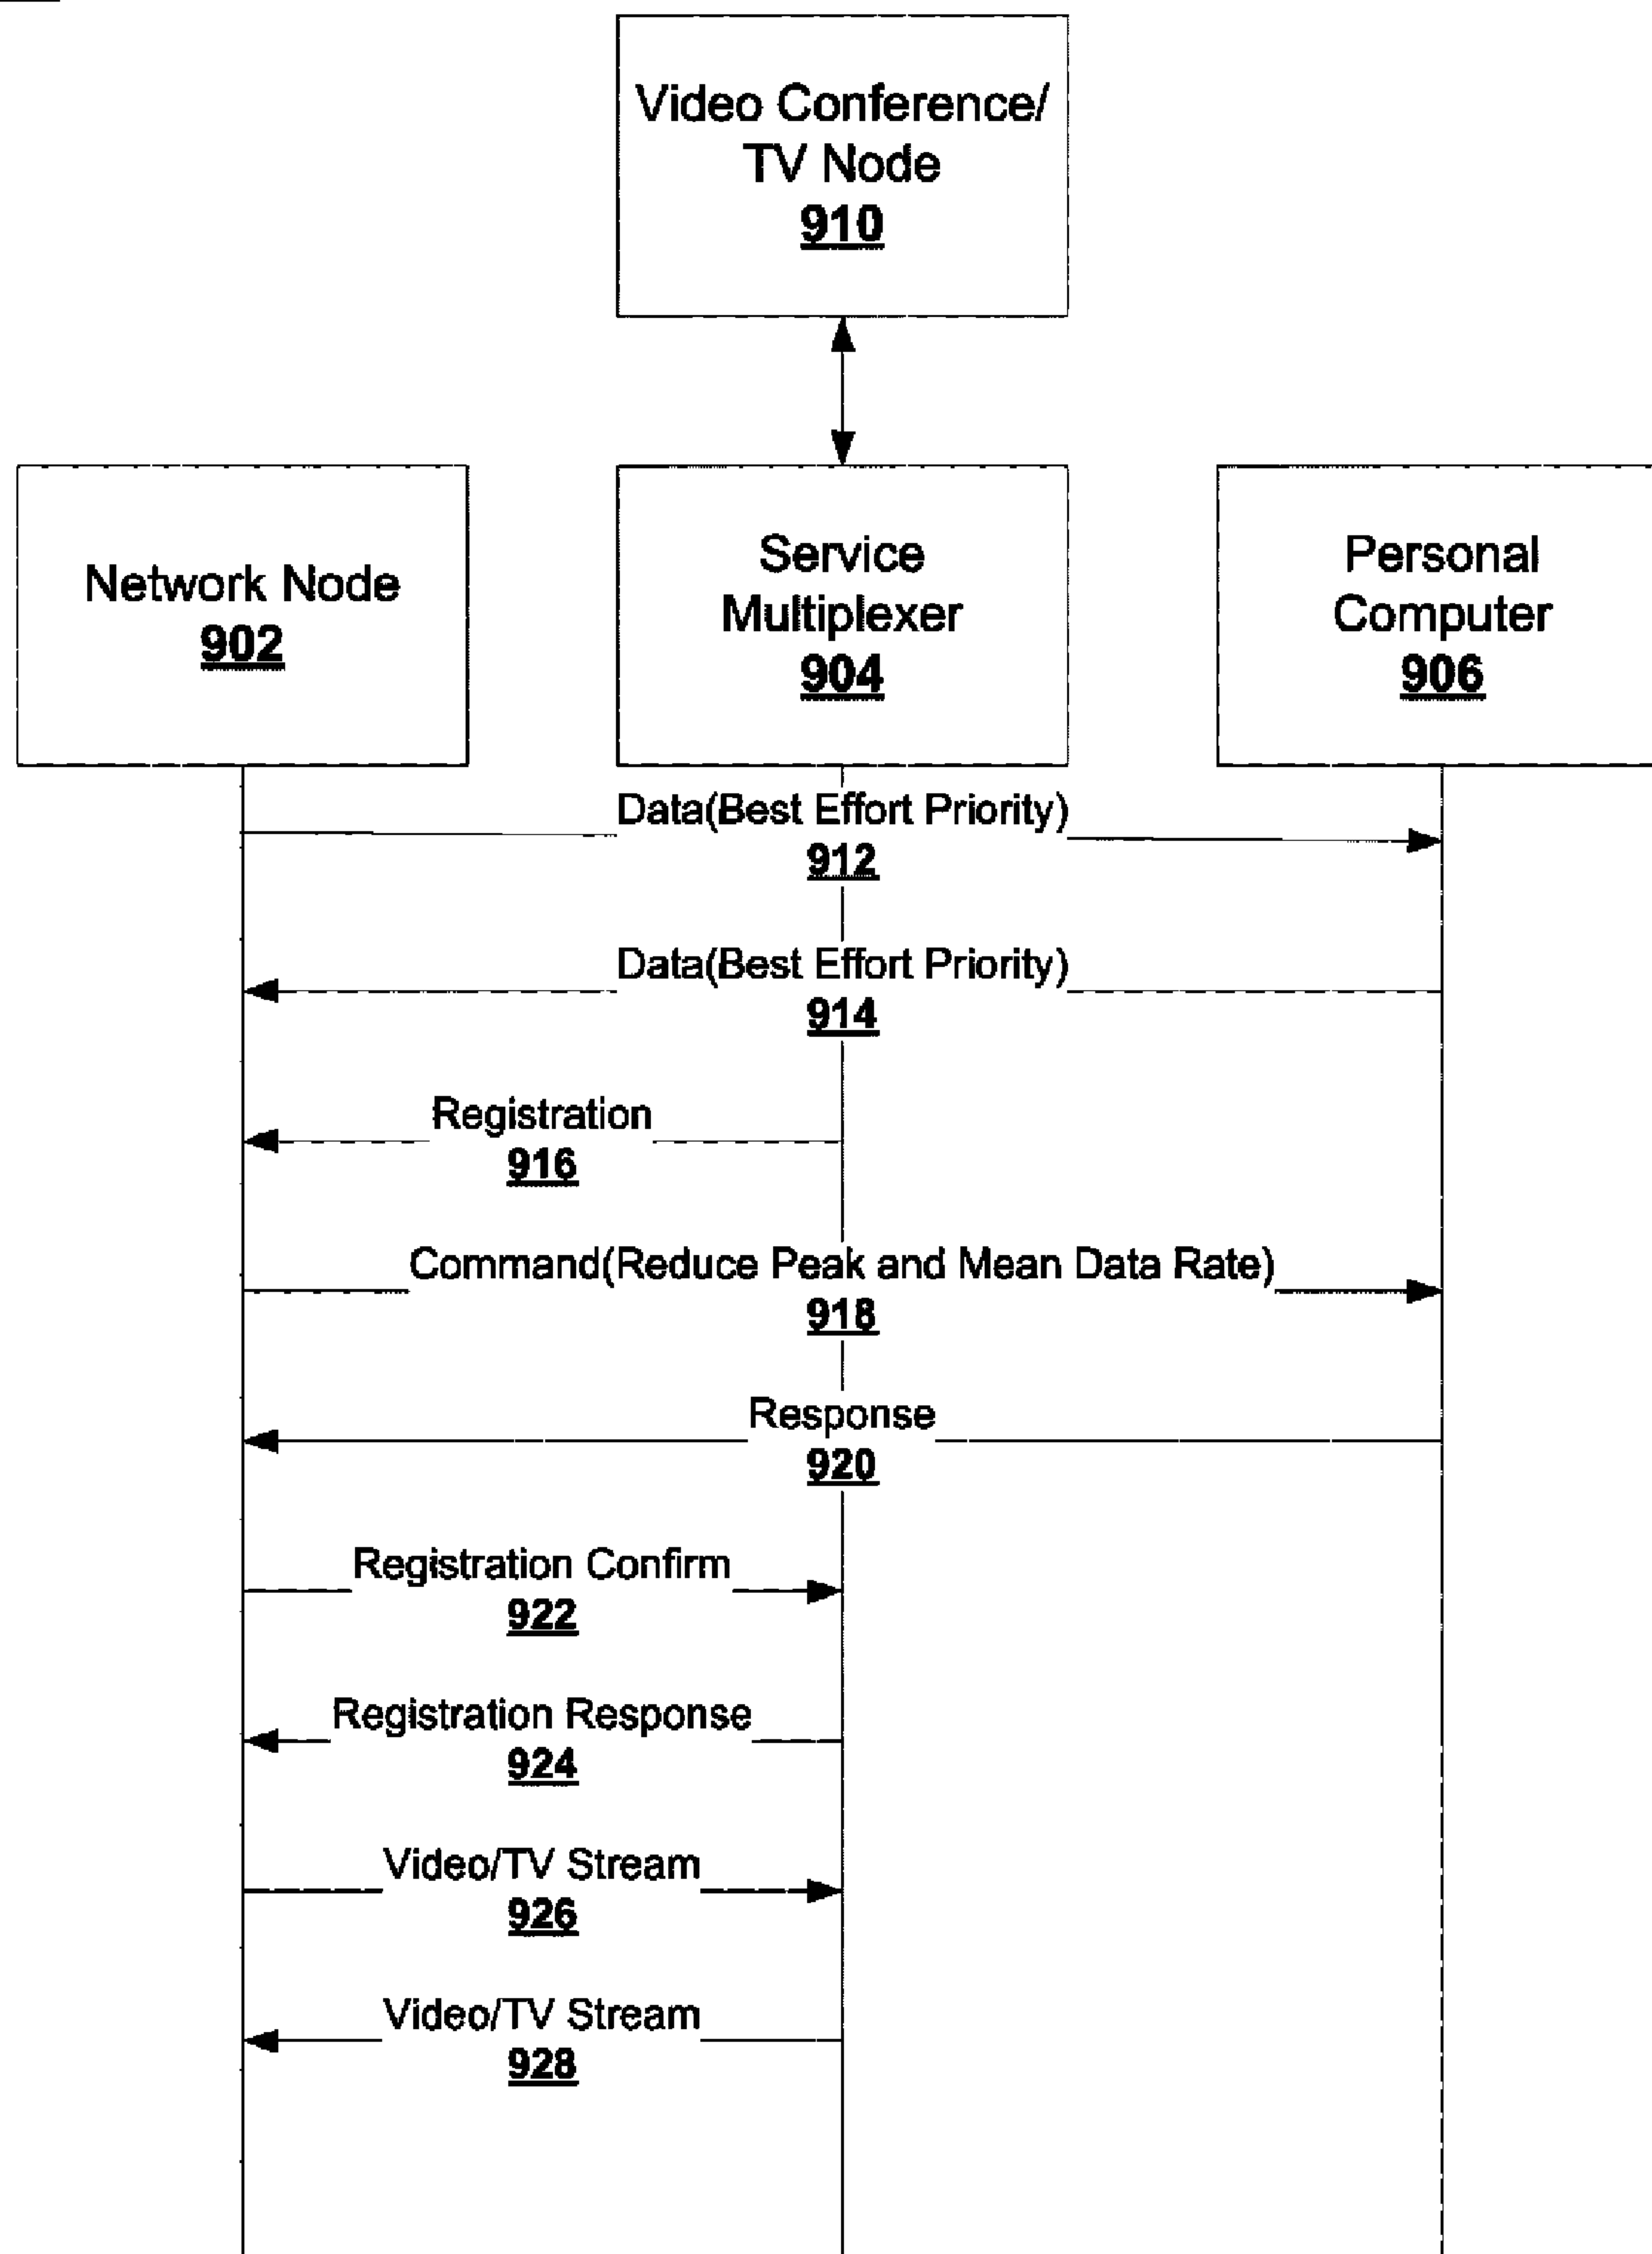 Video Conference/
TV Node
910
Network Node
902
Service
Multiplexer
904
Personal
Computer
906
Data(Best Effort Priority)
912
Data(Best Effort Priority)
914
Registration
916
Command(Reduce Peak and Mean Data Rate)
918
Response
920
Registration Confirm
922
Registration Response
924
Video/TV Stream
926
Video/TV Stream
928